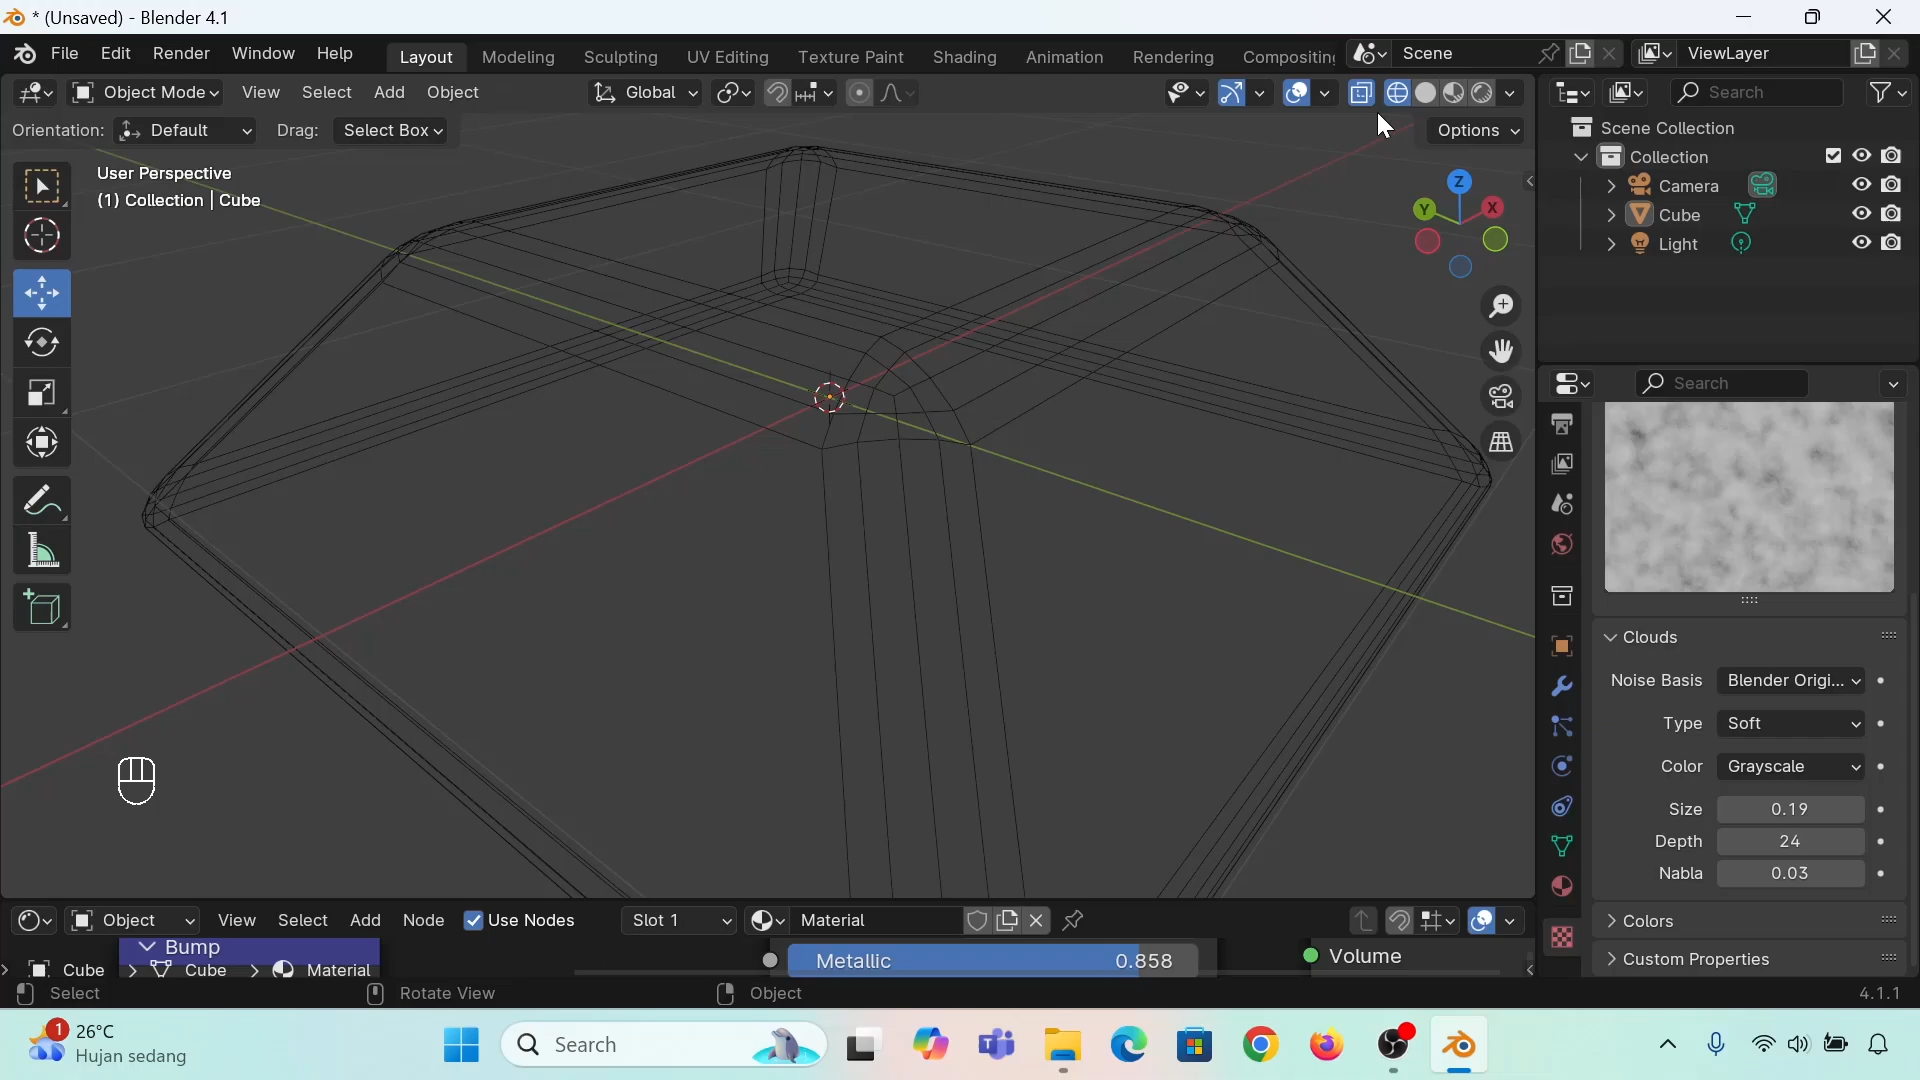 * (Unsaved) - Blender 4.1
File Edit Render Window Help Layout Modeling Sculpting UV Editing Texture Paint Shading Animation Rendering Compositing Scene ViewLayer
Object Mode View Select Add Object Global Search
Orientation: Default Drag: Select Box Options
Scene Collection
Collection
Camera
Cube
Light
User Perspective
(1) Collection | Cube
Z
Y
X
Search
Clouds
Noise Basis Blender Origi...
Type Soft
Color Grayscale
Size 0.19
Depth 24
Nabla 0.03
Colors
Custom Properties
Object View Select Add Node Use Nodes Slot 1 Material
Bump
Cube Cube Material
Metallic 0.858
Volume
Select Rotate View Object 4.1.1
1
26°C
Hujan sedang
Search